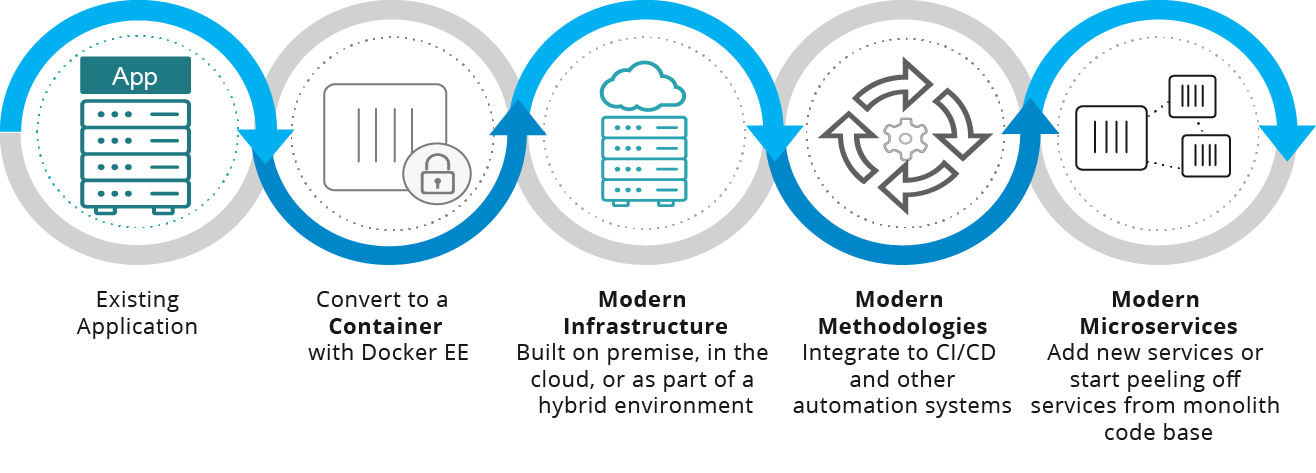 App
Existing
Application
Convert to a
Container
with Docker EE
Modern
Infrastructure
Built on premise, in the
cloud, or as part of a
hybrid environment
Modern
Methodologies
Integrate to CI/CD
and other
automation systems
Modern
Microservices
Add new services or
start peeling off
services from monolith
code base